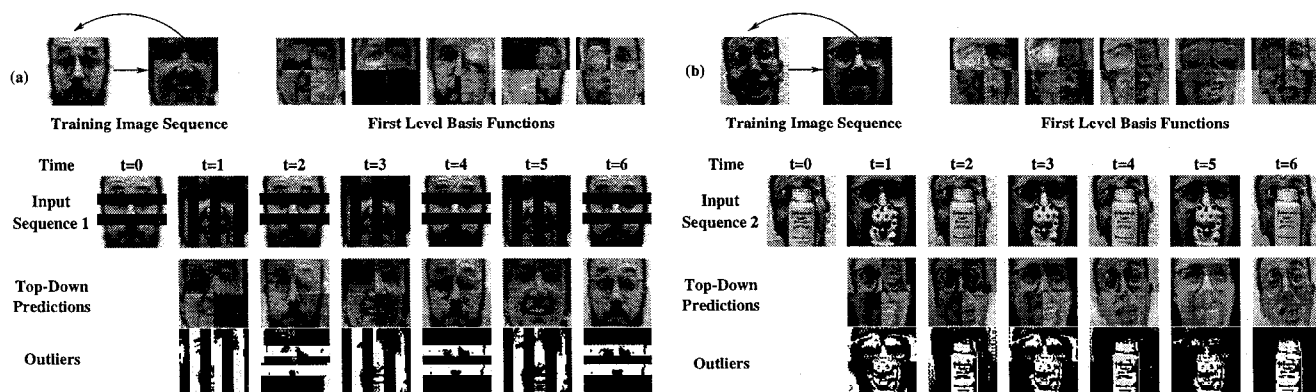 (a)
Training Image Sequence
First Level Basis Functions
Time t=0 t=1 t=2 t=3 t=4 t=5 t=6
Input
Sequence 1
Top-Down
Predictions
Outliers
(b)
Training Image Sequence
First Level Basis Functions
Time t=0 t=1 t=2 t=3 t=4 t=5 t=6
Input
Sequence 2
Top-Down
Predictions
Outliers